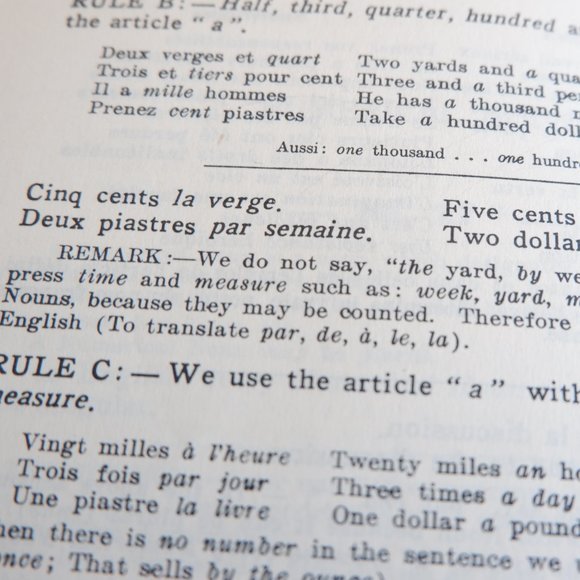 RULE B:—Half, third, quarter, hundred
the article "a".
Deux verges et quart
Two yards and a
Trois et tiers pour cent
Three and a third
Il a mille hommes
He has a thousand
Prenez cent piastres
Take a hundred
Aussi: one thousand . . . one
Cinq cents la verge.
Five cents
Deux piastres par semaine.
Two
REMARK:—We do not say, "the yard, by
press time and measure such as: week, yard,
Nouns, because they may be counted. Therefore
English (To translate par, de, à, le, la).
RULE C:—We use the article "a" with
measure.
Vingt milles à l'heure
Twenty miles an
Trois fois par jour
Three times a day
Une piastre la livre
One dollar a pound
there is no number in the sentence we
That sells by the ounce)